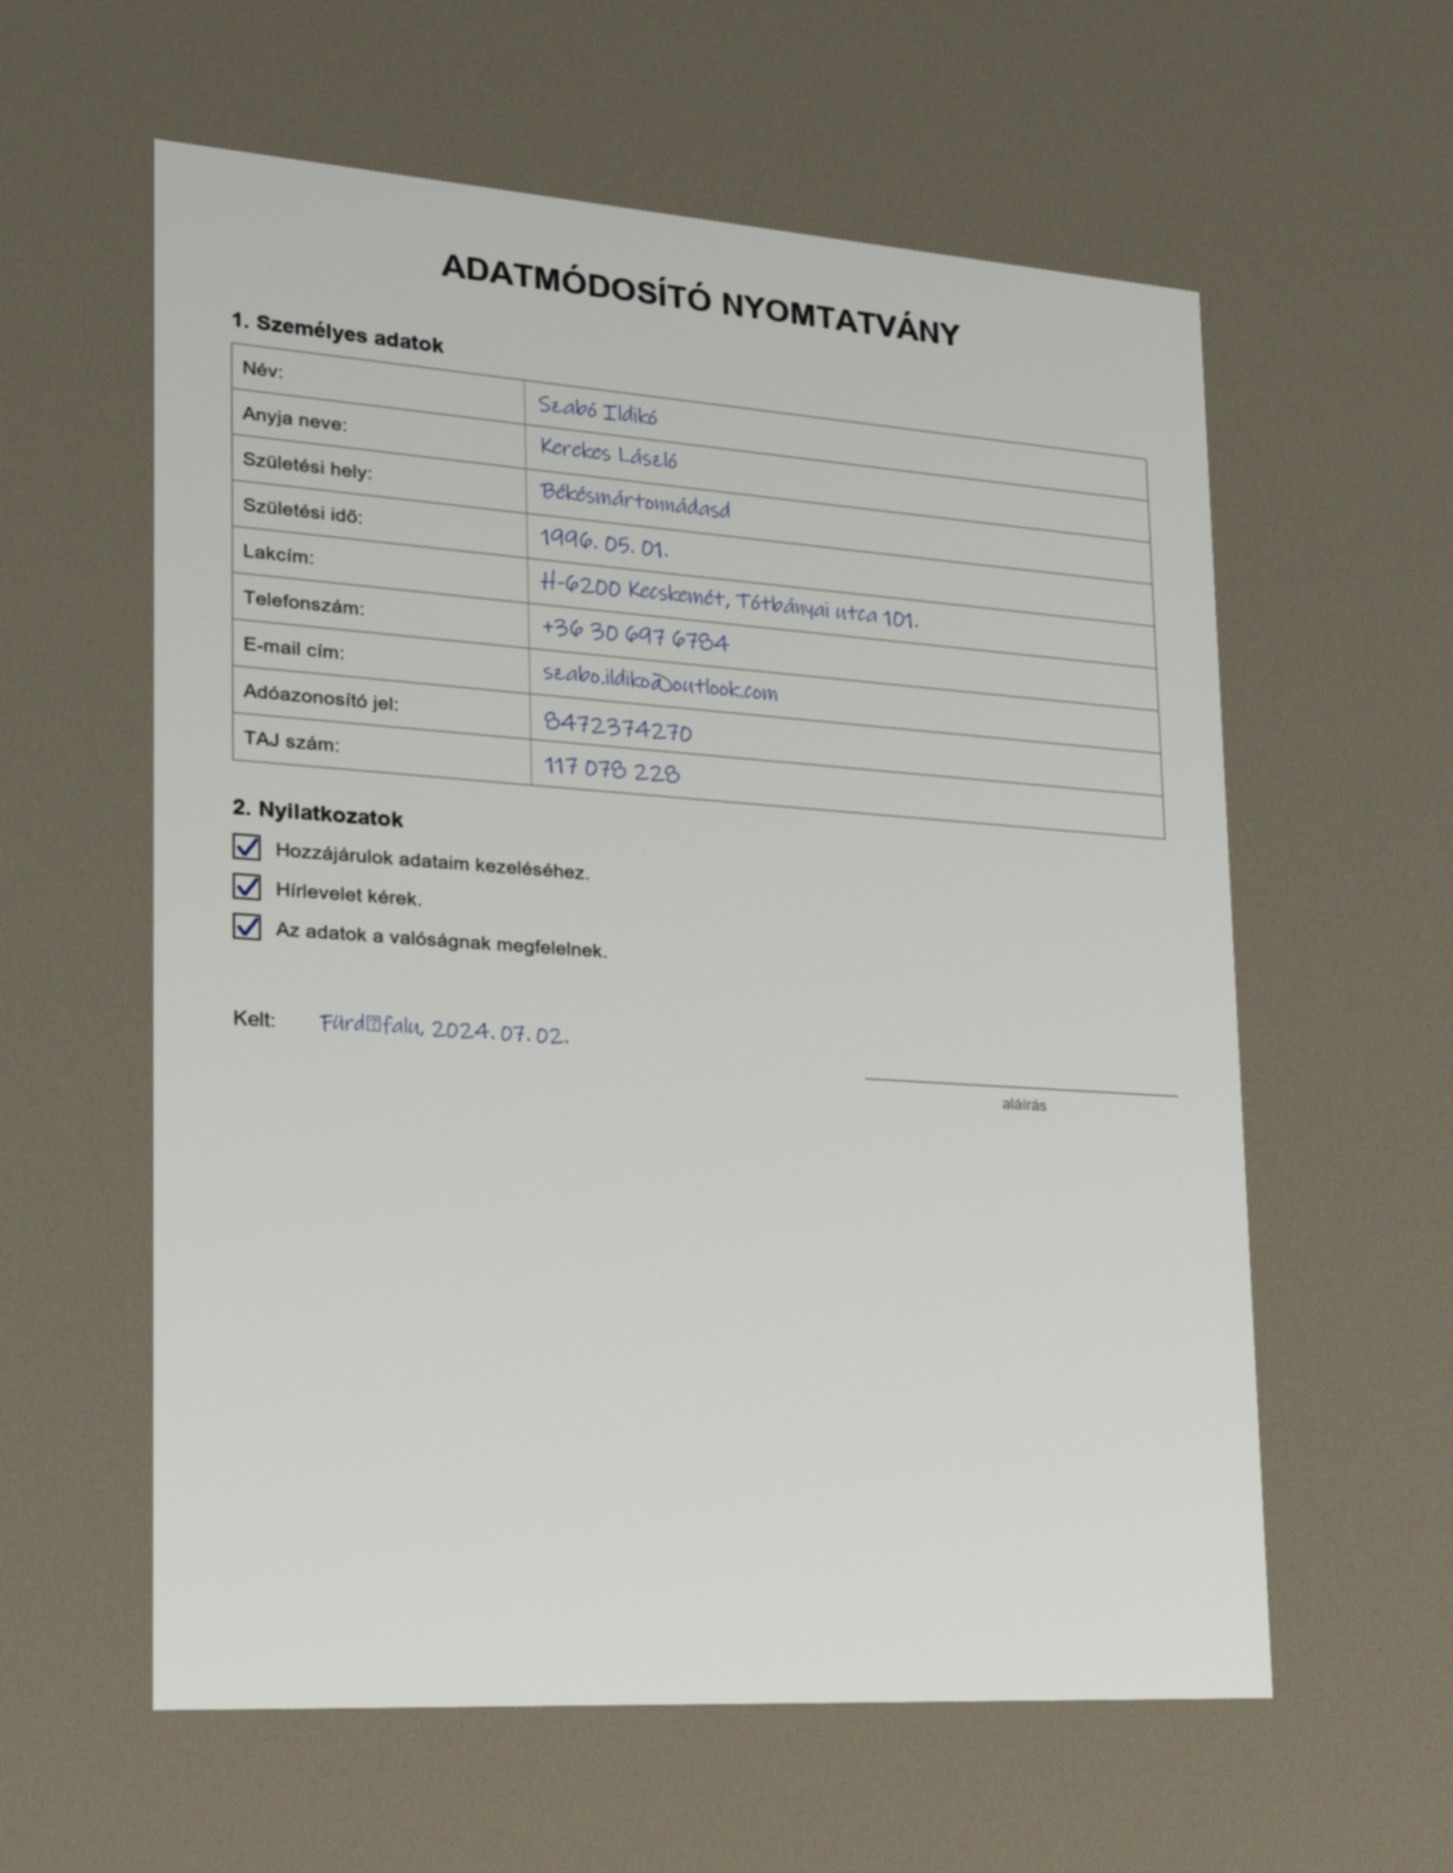 ADATMÓDOSÍTÓ NYOMTATVÁNY
1. Személyes adatok
Név: Szabó Ildikó
Anyja neve: Kerekes László
Születési hely: Békésmártonnádasd
Születési idő: 1996. 05. 01.
Lakcím: H-6200 Kecskemét, Tótbányai utca 101.
Telefonszám: +36 30 697 6784
E-mail cím: szabo.ildiko@outlook.com
Adóazonosító jel: 8472374270
TAJ szám: 117 078 228
2. Nyilatkozatok
Hozzájárulok adataim kezeléséhez.
Hírlevelet kérek.
Az adatok a valóságnak megfelelnek.
Kelt: Fürd⍰falu, 2024. 07. 02.
aláírás